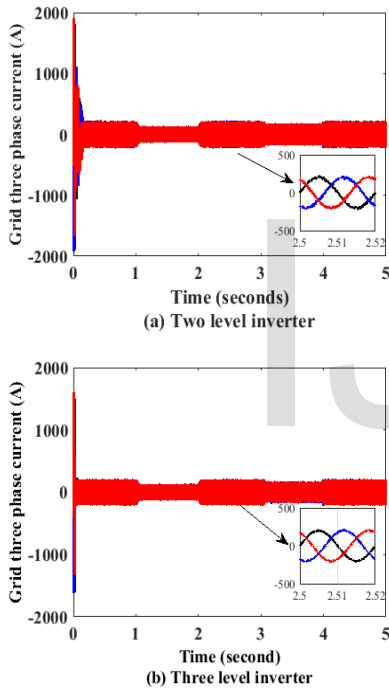 Grid three phase current (A)
2000
1000
0
-1000
-2000
500
0
-500
2.5 2.51 2.52
0 1 2 3 4 5
Time (seconds)
(a) Two level inverter
Grid three phase current (A)
2000
1000
0
-1000
-2000
500
0
-500
2.5 2.51 2.52
0 1 2 3 4 5
Time (second)
(b) Three level inverter